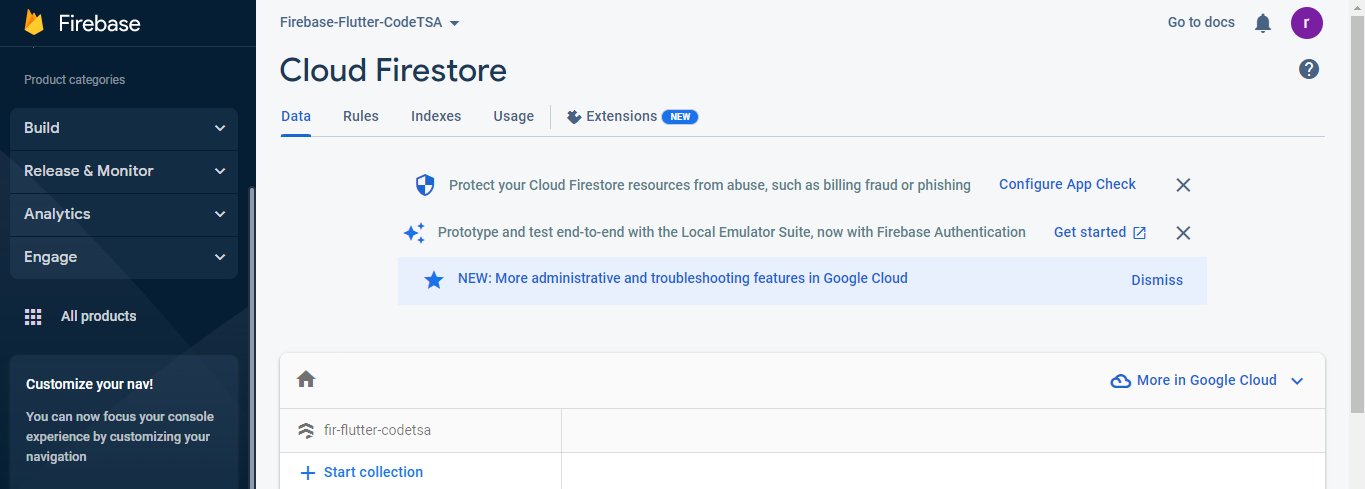 Firebase
Firebase-Flutter-CodeTSA
Go to docs
r
Cloud Firestore
?
Product categories
Build
Release & Monitor
Analytics
Engage
All products
Customize your nav!
You can now focus your console
experience by customizing your
navigation
Data Rules Indexes Usage Extensions NEW
Protect your Cloud Firestore resources from abuse, such as billing fraud or phishing Configure App Check
Prototype and test end-to-end with the Local Emulator Suite, now with Firebase Authentication Get started
NEW: More administrative and troubleshooting features in Google Cloud Dismiss
More in Google Cloud
fir-flutter-codetsa
+ Start collection